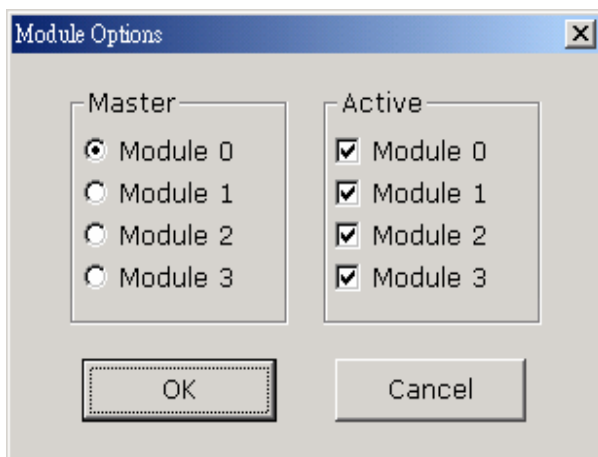 Module Options
Master
Module 0
Module 1
Module 2
Module 3
Active
Module 0
Module 1
Module 2
Module 3
OK
Cancel